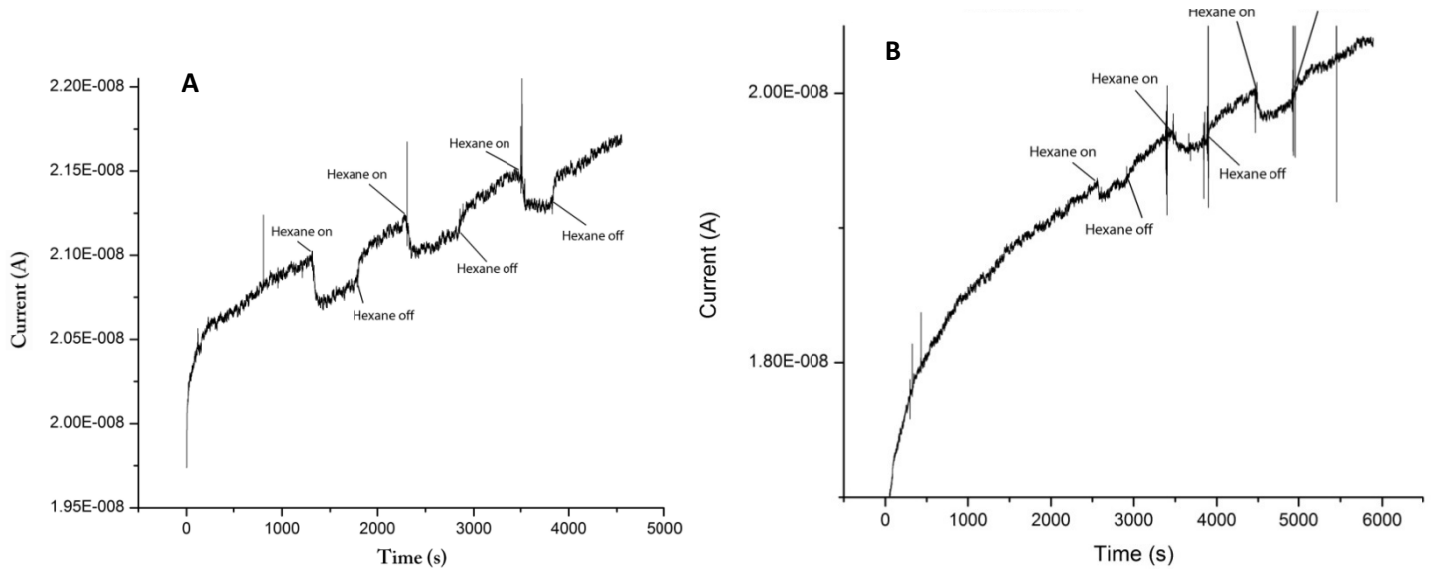 A
2.20E-008
2.15E-008
2.10E-008
2.05E-008
2.00E-008
1.95E-008
Current (A)
Hexane on
Hexane on
Hexane on
Hexane off
Hexane off
Hexane off
0 1000 2000 3000 4000 5000
Time (s)
B
2.00E-008
1.80E-008
Current (A)
Hexane on
Hexane on
Hexane on
Hexane off
Hexane off
0 1000 2000 3000 4000 5000 6000
Time (s)